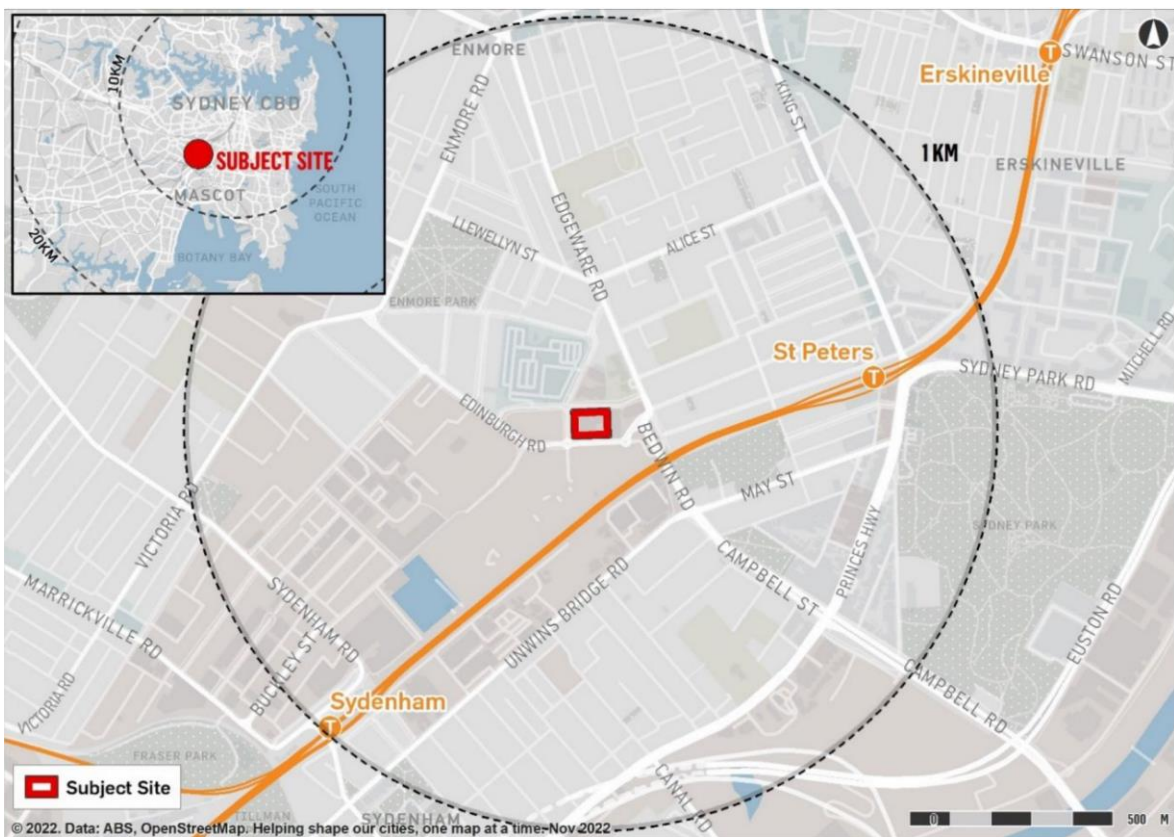 10KM
SYDNEY CBD
SUBJECT SITE
MASCOT
SOUTH
PACIFIC
OCEAN
20KM
BOTANY BAY
ENMORE
ENMORE RD
KING ST
Erskineville
SWANSON ST
1 KM
ERSKINEVILLE
EDGEWARE RD
LLEWELLYN ST
ALICE ST
ENMORE PARK
St Peters
SYDNEY PARK RD
MITCHELL RD
EDINBURGH RD
BEDWIN RD
MAY ST
PRINCES HWY
SYDNEY PARK
VICTORIA RD
MARRICKVILLE RD
SYDENHAM RD
BUCKLEY ST
UNWINS BRIDGE RD
CAMPBELL ST
EUSTON RD
CAMPBELL RD
VICTORIA RD
Sydenham
FRASER PARK
CANAL RD
Subject Site
TILLMAN
SYDENHAM
0
500 M
© 2022. Data: ABS, OpenStreetMap. Helping shape our cities, one map at a time. Nov 2022